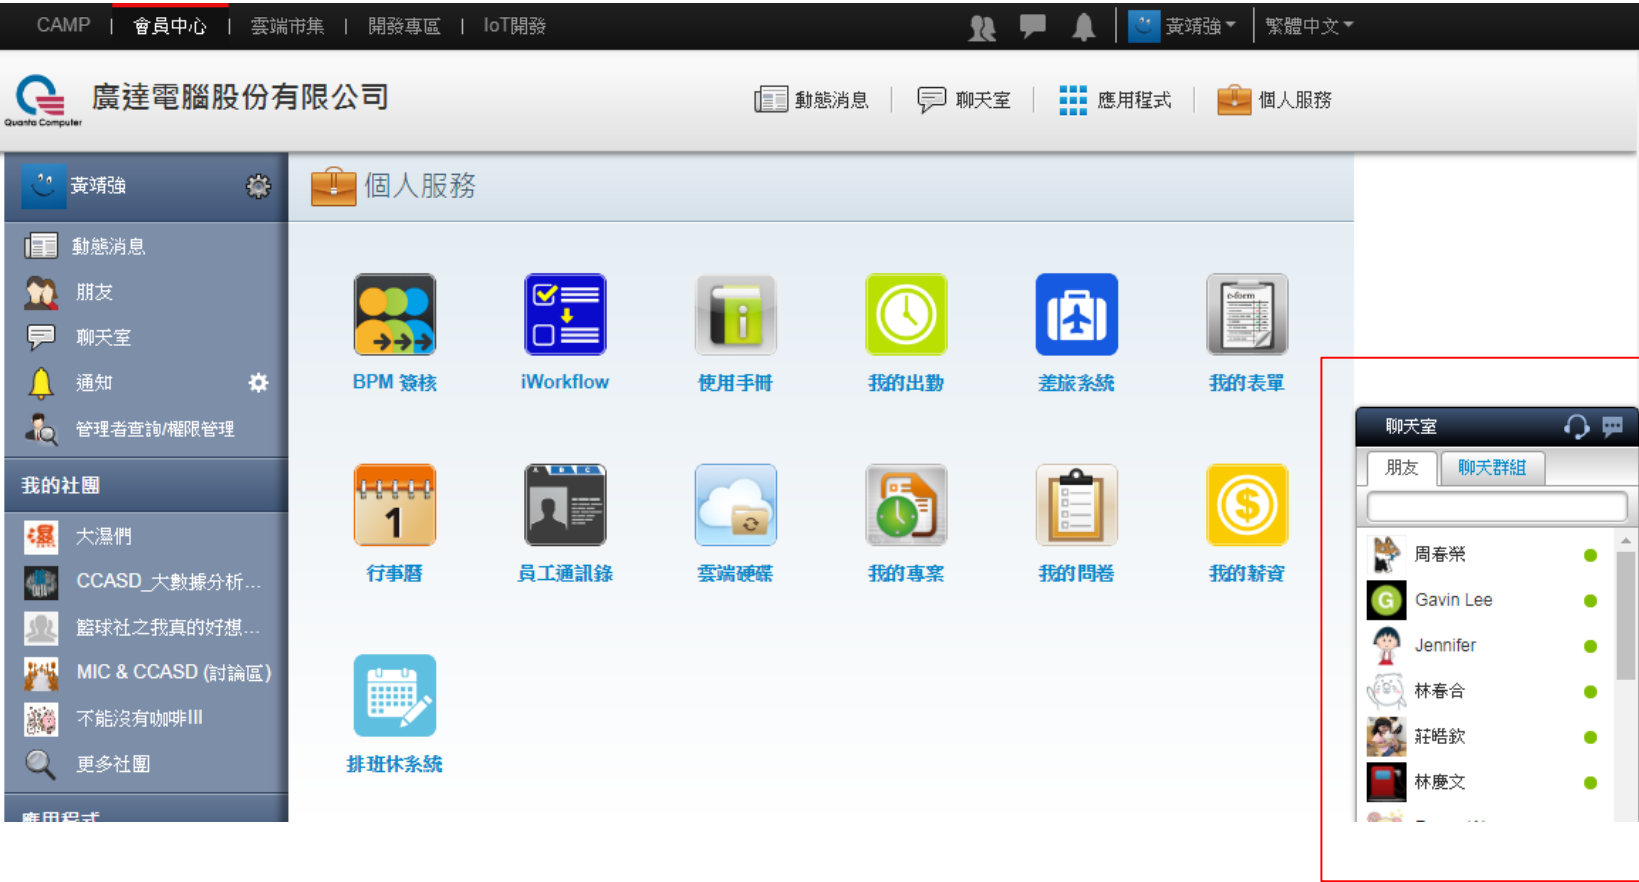 CAMP | 會員中心 | 雲端市集 | 開發專區 | IoT開發
黃靖強 繁體中文
Quanta Computer
廣達電腦股份有限公司
動態消息 | 聊天室 | 應用程式 | 個人服務
黃靖強
動態消息
朋友
聊天室
通知
管理者查詢/權限管理
我的社團
大濕們
CCASD_大數據分析...
籃球社之我真的好想...
MIC & CCASD (討論區)
不能沒有咖啡III
更多社團
應用程式
個人服務
BPM 簽核
iWorkflow
使用手冊
我的出勤
差旅系統
e-form
我的表單
1
行事曆
A B C
員工通訊錄
雲端硬碟
我的專案
我的問卷
我的薪資
排班休系統
聊天室
朋友 聊天群組
周春榮
G
Gavin Lee
Jennifer
林春合
莊皓欽
林慶文